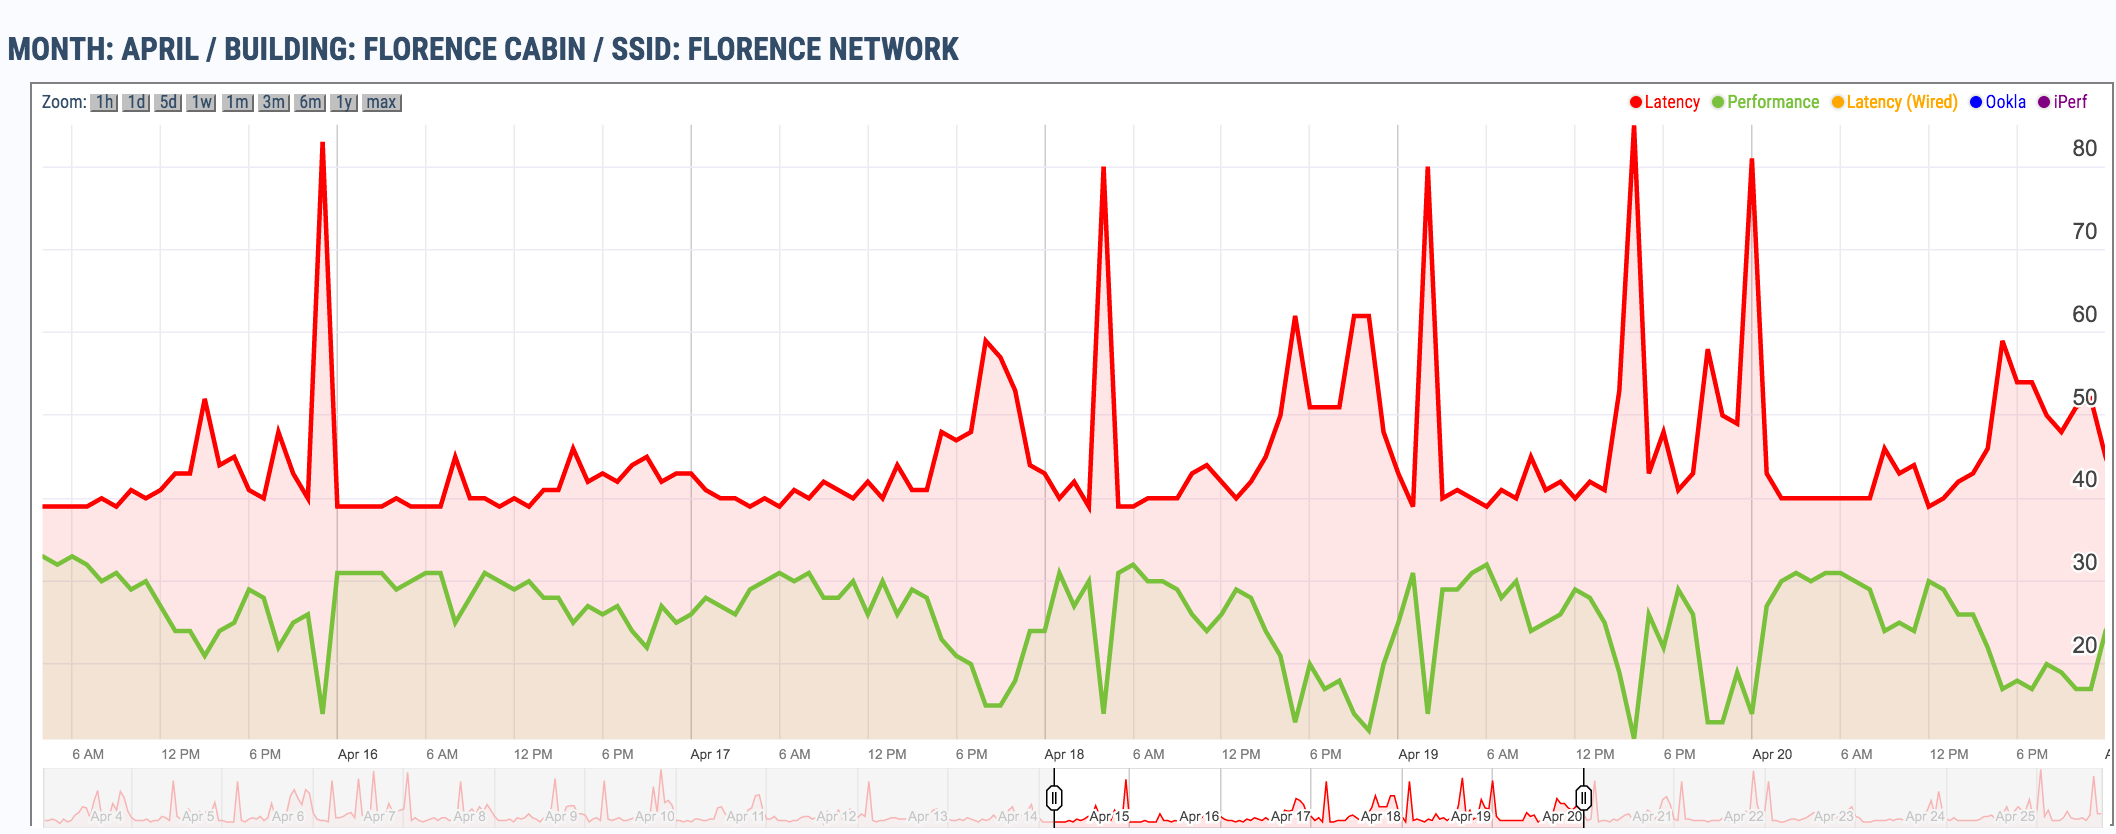 MONTH: APRIL / BUILDING: FLORENCE CABIN / SSID: FLORENCE NETWORK
Zoom: 1h 1d 5d 1w 1m 3m 6m 1y max Latency Performance Latency (Wired) Ookla iPerf
80
70
60
50
40
30
20
6 AM 12 PM 6 PM Apr 16 6 AM 12 PM 6 PM Apr 17 6 AM 12 PM 6 PM Apr 18 6 AM 12 PM 6 PM Apr 19 6 AM 12 PM 6 PM Apr 20 6 AM 12 PM 6 PM A
Apr 4 Apr 5 Apr 6 Apr 7 Apr 8 Apr 9 Apr 10 Apr 11 Apr 12 Apr 13 Apr 14 Apr 15 Apr 16 Apr 17 Apr 18 Apr 19 Apr 20 Apr 21 Apr 22 Apr 23 Apr 24 Apr 25